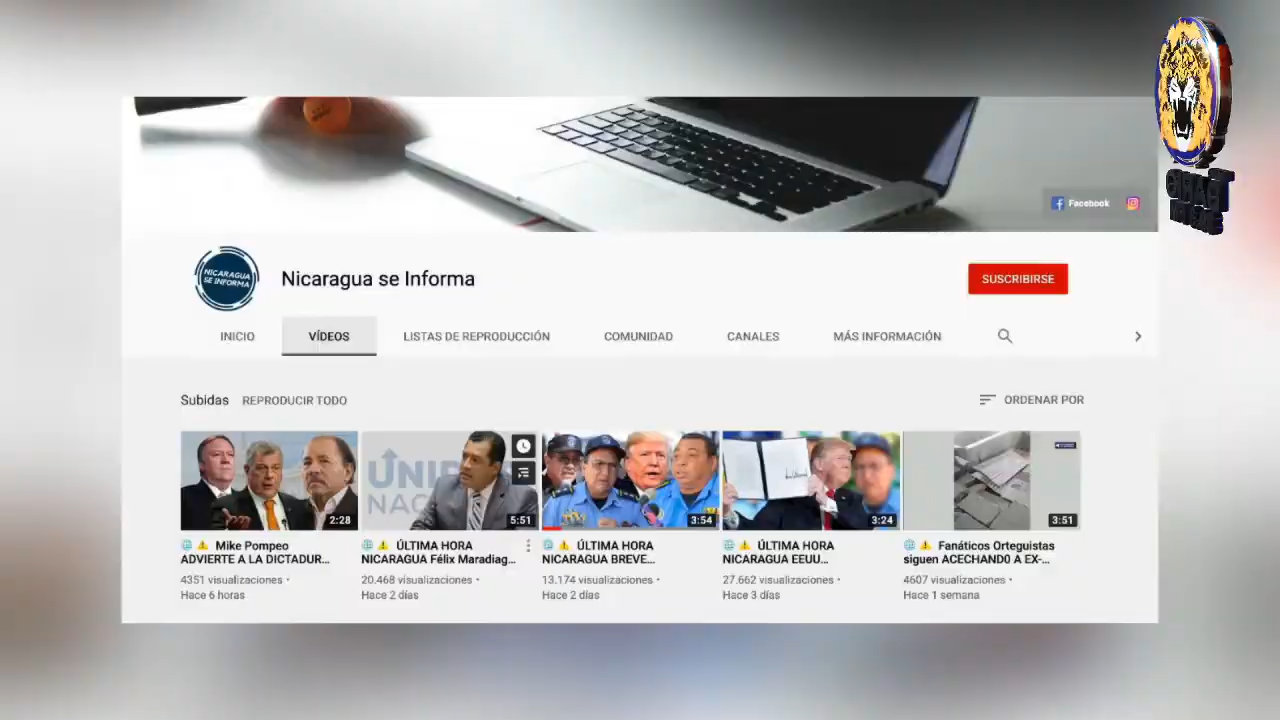 Facebook
NICARAGUA
SE INFORMA
Nicaragua se Informa
SUSCRIBIRSE
INICIO
VÍDEOS
LISTAS DE REPRODUCCIÓN
COMUNIDAD
CANALES
MÁS INFORMACIÓN
Subidas
REPRODUCIR TODO
ORDENAR POR
2:28
5:51
3:54
3:24
3:51
Mike Pompeo
ADVIERTE A LA DICTADUR...
4351 visualizaciones •
Hace 6 horas
ÚLTIMA HORA
NICARAGUA Félix Maradiag...
20.468 visualizaciones •
Hace 2 días
ÚLTIMA HORA
NICARAGUA BREVE...
13.174 visualizaciones •
Hace 2 días
ÚLTIMA HORA
NICARAGUA EEUU...
27.662 visualizaciones •
Hace 3 días
Fanáticos Orteguistas
siguen ACECHANDO A EX-...
4607 visualizaciones •
Hace 1 semana